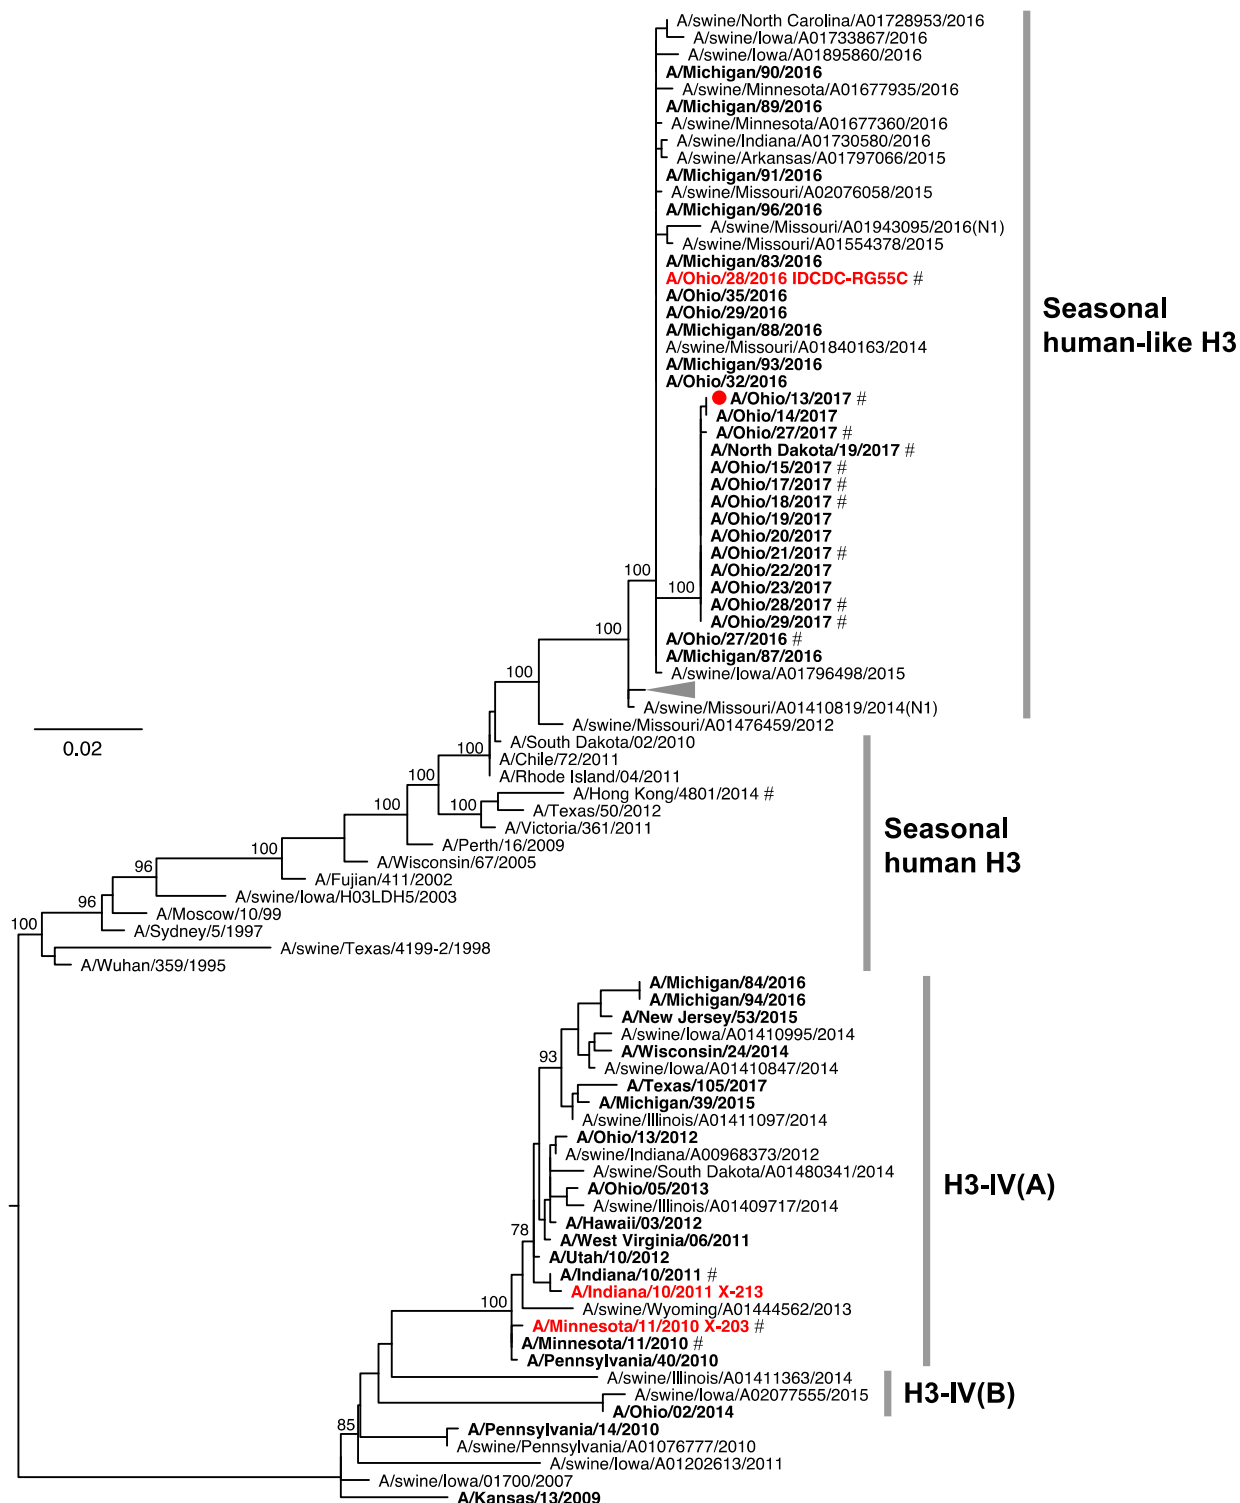 A/swine/North Carolina/A01728953/2016
A/swine/Iowa/A01733867/2016
A/swine/Iowa/A01895860/2016
A/Michigan/90/2016
A/swine/Minnesota/A01677935/2016
A/Michigan/89/2016
A/swine/Minnesota/A01677360/2016
A/swine/Indiana/A01730580/2016
A/swine/Arkansas/A01797066/2015
A/Michigan/91/2016
A/swine/Missouri/A02076058/2015
A/Michigan/96/2016
A/swine/Missouri/A01943095/2016(N1)
A/swine/Missouri/A01554378/2015
A/Michigan/83/2016
A/Ohio/28/2016 IDCDC-RG55C #
A/Ohio/35/2016
A/Ohio/29/2016
A/Michigan/88/2016
A/swine/Missouri/A01840163/2014
A/Michigan/93/2016
A/Ohio/32/2016
A/Ohio/13/2017 #
A/Ohio/14/2017
A/Ohio/27/2017 #
A/North Dakota/19/2017 #
A/Ohio/15/2017 #
A/Ohio/17/2017 #
A/Ohio/18/2017 #
A/Ohio/19/2017
A/Ohio/20/2017
A/Ohio/21/2017 #
A/Ohio/22/2017
A/Ohio/23/2017
A/Ohio/28/2017 #
A/Ohio/29/2017 #
A/Ohio/27/2016 #
A/Michigan/87/2016
A/swine/Iowa/A01796498/2015
A/swine/Missouri/A01410819/2014(N1)
A/swine/Missouri/A01476459/2012
Seasonal
human-like H3
100
100
100
100
0.02
A/South Dakota/02/2010
A/Chile/72/2011
A/Rhode Island/04/2011
A/Hong Kong/4801/2014 #
A/Texas/50/2012
A/Victoria/361/2011
A/Perth/16/2009
A/Wisconsin/67/2005
A/Fujian/411/2002
A/swine/Iowa/H03LDH5/2003
A/Moscow/10/99
A/Sydney/5/1997
A/swine/Texas/4199-2/1998
A/Wuhan/359/1995
Seasonal
human H3
100
100
100
100
100
96
96
100
A/Michigan/84/2016
A/Michigan/94/2016
A/New Jersey/53/2015
A/swine/Iowa/A01410995/2014
A/Wisconsin/24/2014
A/swine/Iowa/A01410847/2014
A/Texas/105/2017
A/Michigan/39/2015
A/swine/Illinois/A01411097/2014
A/Ohio/13/2012
A/swine/Indiana/A00968373/2012
A/swine/South Dakota/A01480341/2014
A/Ohio/05/2013
A/swine/Illinois/A01409717/2014
A/Hawaii/03/2012
A/West Virginia/06/2011
A/Utah/10/2012
A/Indiana/10/2011 #
A/Indiana/10/2011 X-213
A/swine/Wyoming/A01444562/2013
A/Minnesota/11/2010 X-203 #
A/Minnesota/11/2010 #
A/Pennsylvania/40/2010
H3-IV(A)
93
78
100
A/swine/Illinois/A01411363/2014
A/swine/Iowa/A02077555/2015
A/Ohio/02/2014
H3-IV(B)
85
A/Pennsylvania/14/2010
A/swine/Pennsylvania/A01076777/2010
A/swine/Iowa/A01202613/2011
A/swine/Iowa/01700/2007
A/Kansas/13/2009